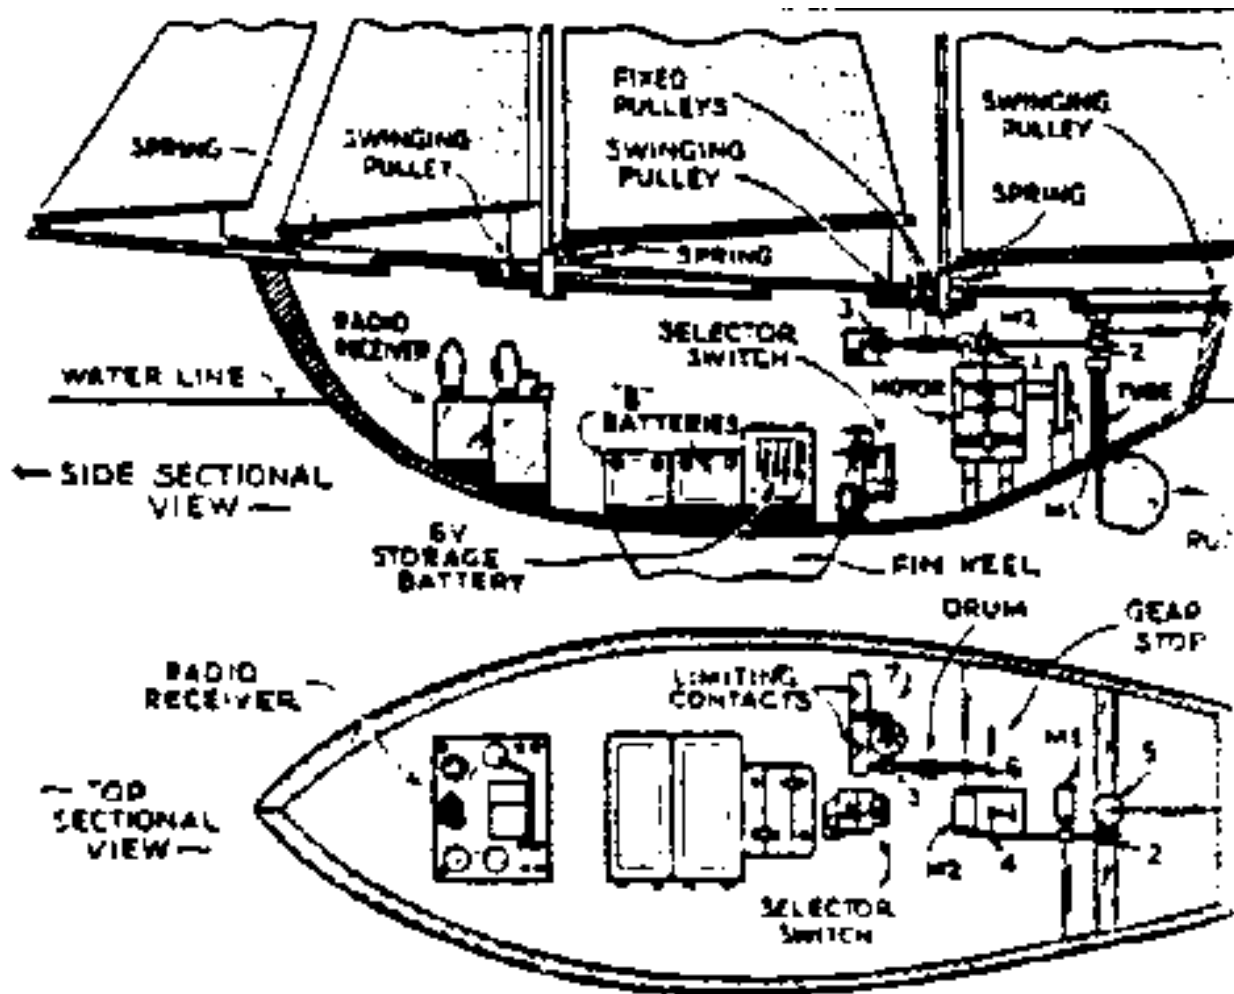 FIXED
PULLEYS
SWINGING
PULLEY
SPRING
SWINGING
PULLEY
SWINGING
PULLEY
SPRING
SPRING
RADIO
RECEIVER
SELECTOR
SWITCH
3
M2
1
2
WATER LINE
"B"
BATTERIES
MOTOR
TUBE
SIDE SECTIONAL
VIEW
M1
6V
STORAGE
BATTERY
FIN KEEL
DRUM
GEAR
STOP
RADIO
RECEIVER
LIMITING
CONTACTS
7
M1
5
6
3
TOP
SECTIONAL
VIEW
M2
4
2
SELECTOR
SWITCH